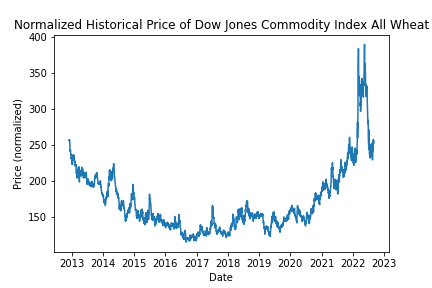 Normalized Historical Price of Dow Jones Commodity Index All Wheat
400
350
300
250
200
150
Price (normalized)
2013 2014 2015 2016 2017 2018 2019 2020 2021 2022 2023
Date